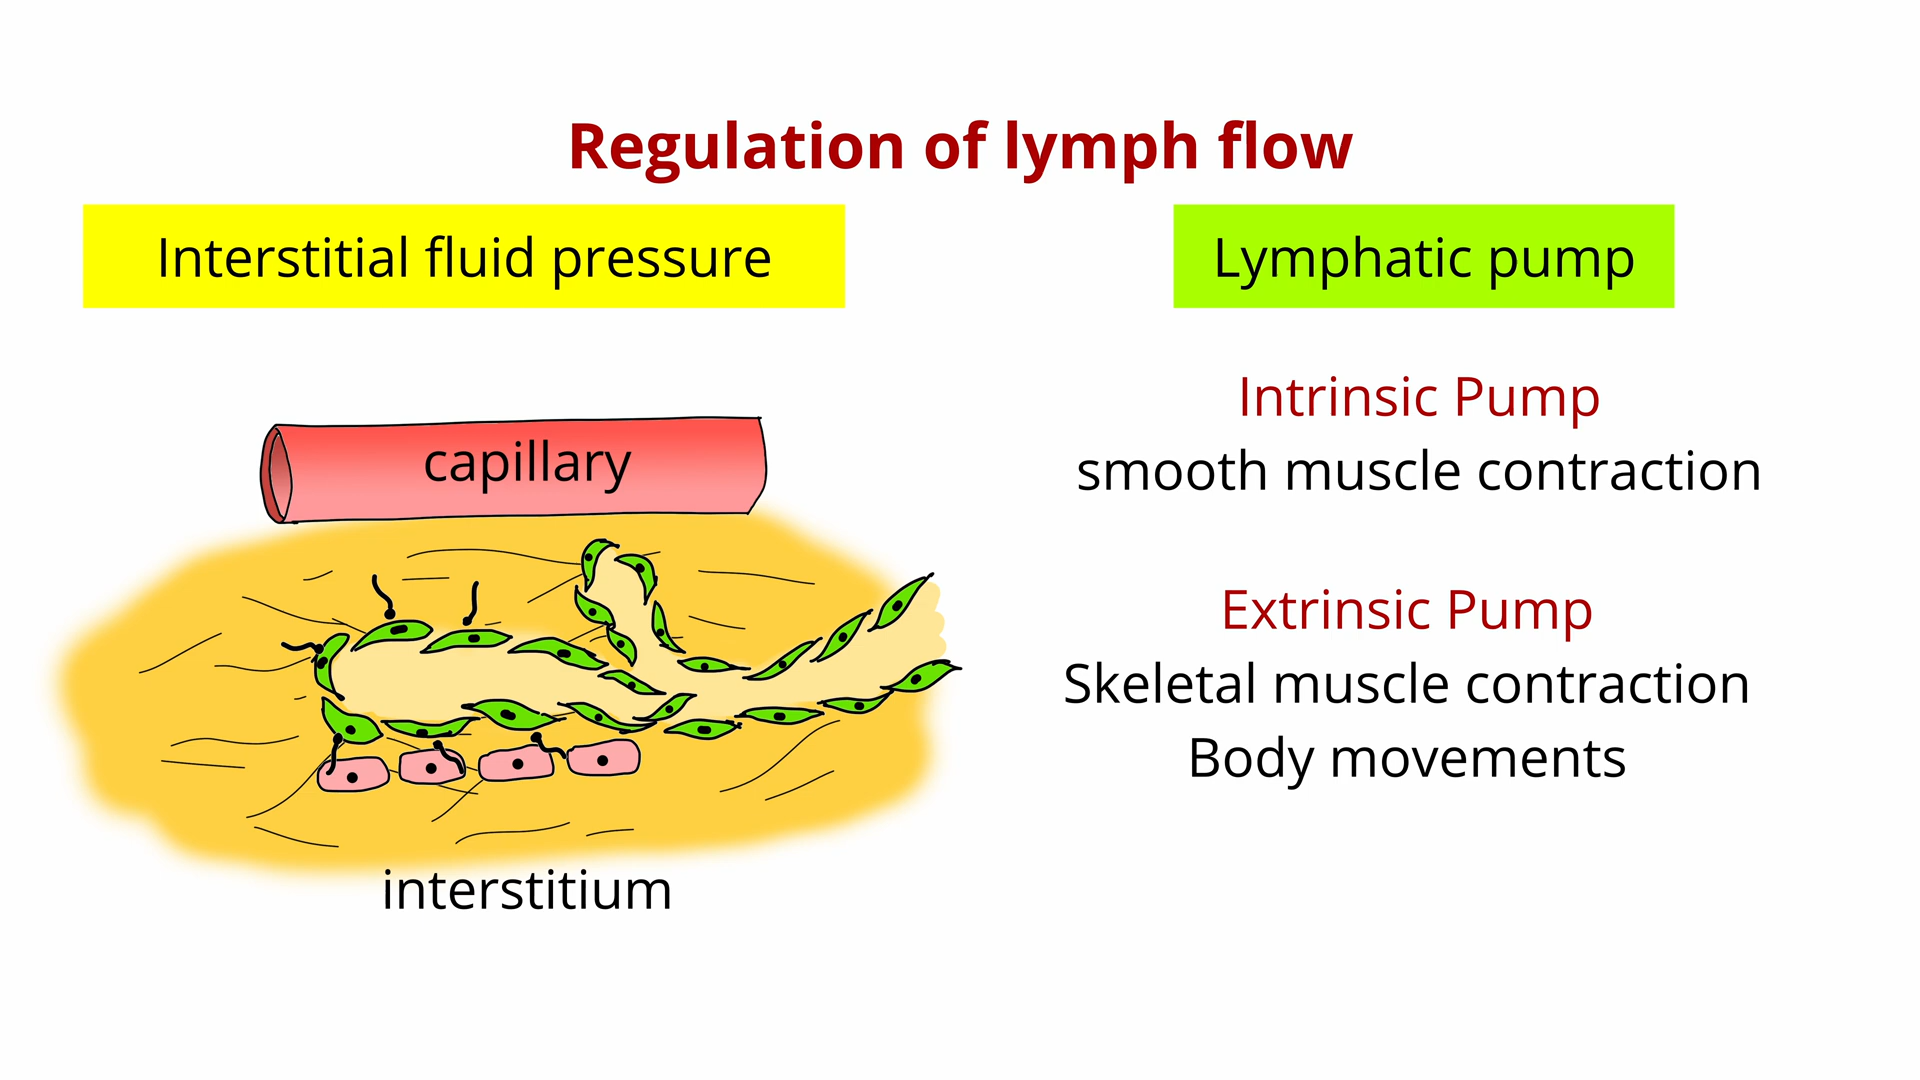 Regulation of lymph flow
Interstitial fluid pressure
capillary
interstitium
Lymphatic pump
Intrinsic Pump
smooth muscle contraction
Extrinsic Pump
Skeletal muscle contraction
Body movements